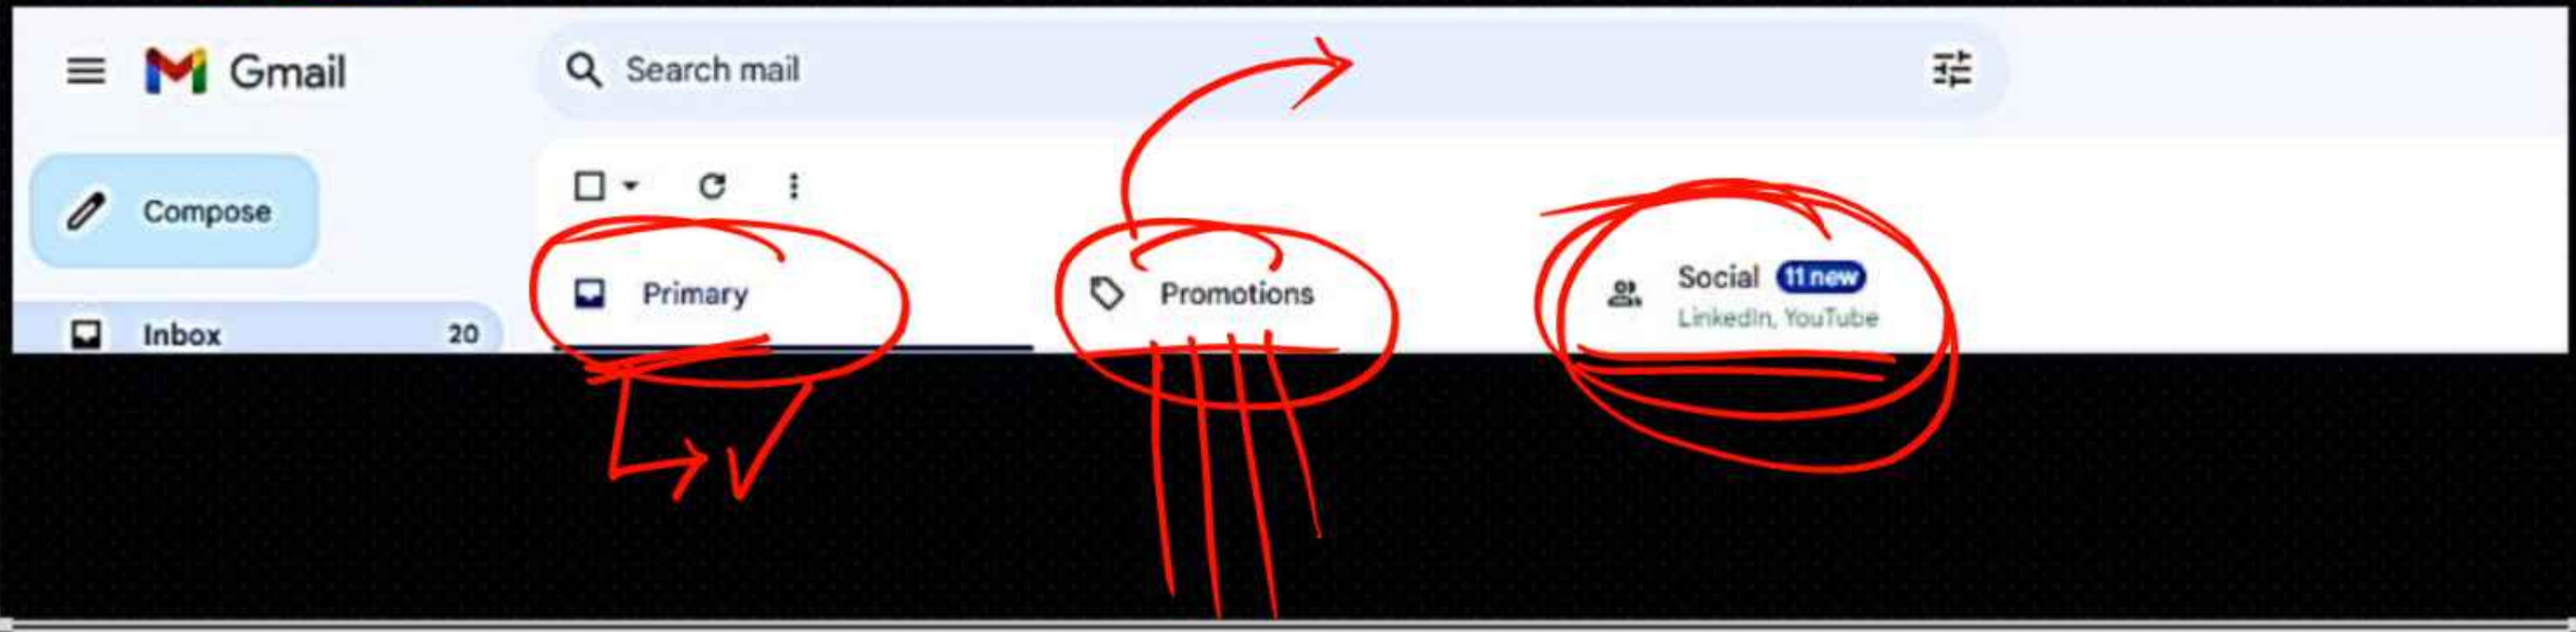 Gmail
Search mail
Compose
Inbox 20
Primary
Promotions
Social 11 new
LinkedIn, YouTube